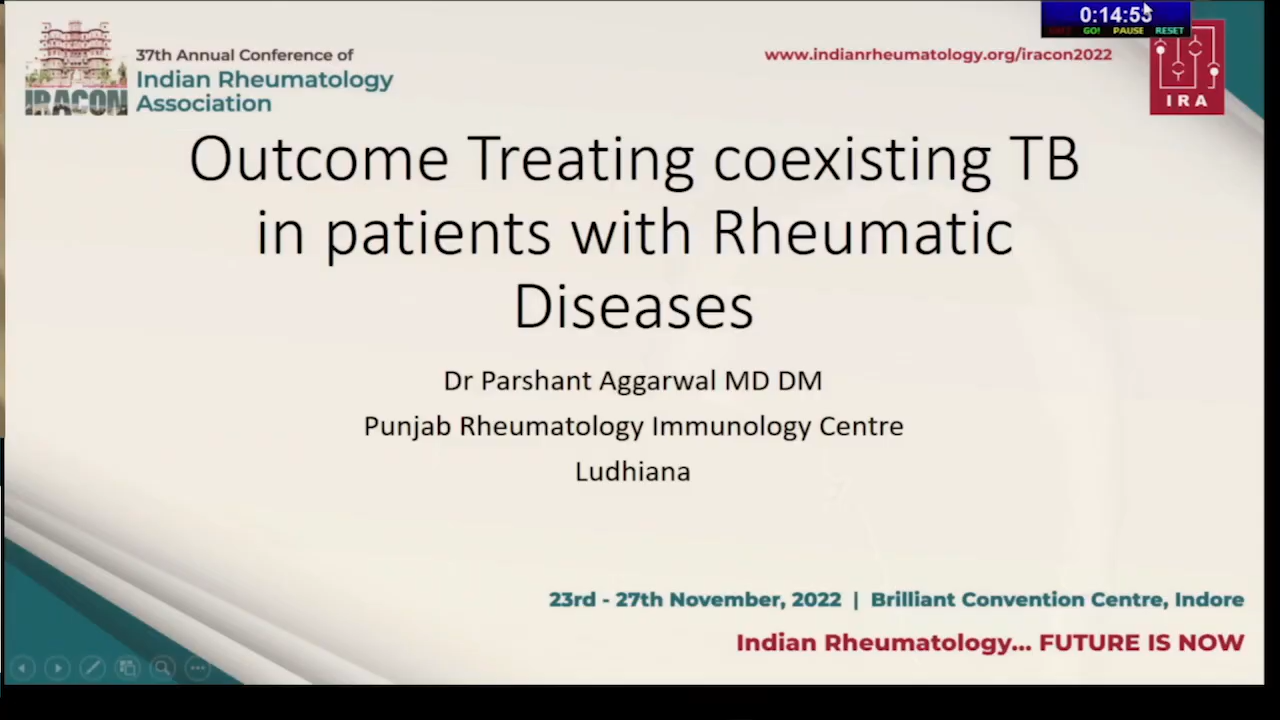 37th Annual Conference of
Indian Rheumatology
Association
IRACON
www.indianrheumatology.org/iracon2022
0:14:55
GO! PAUSE RESET
IRA
Outcome Treating coexisting TB
in patients with Rheumatic
Diseases
Dr Parshant Aggarwal MD DM
Punjab Rheumatology Immunology Centre
Ludhiana
23rd - 27th November, 2022 | Brilliant Convention Centre, Indore
Indian Rheumatology... FUTURE IS NOW